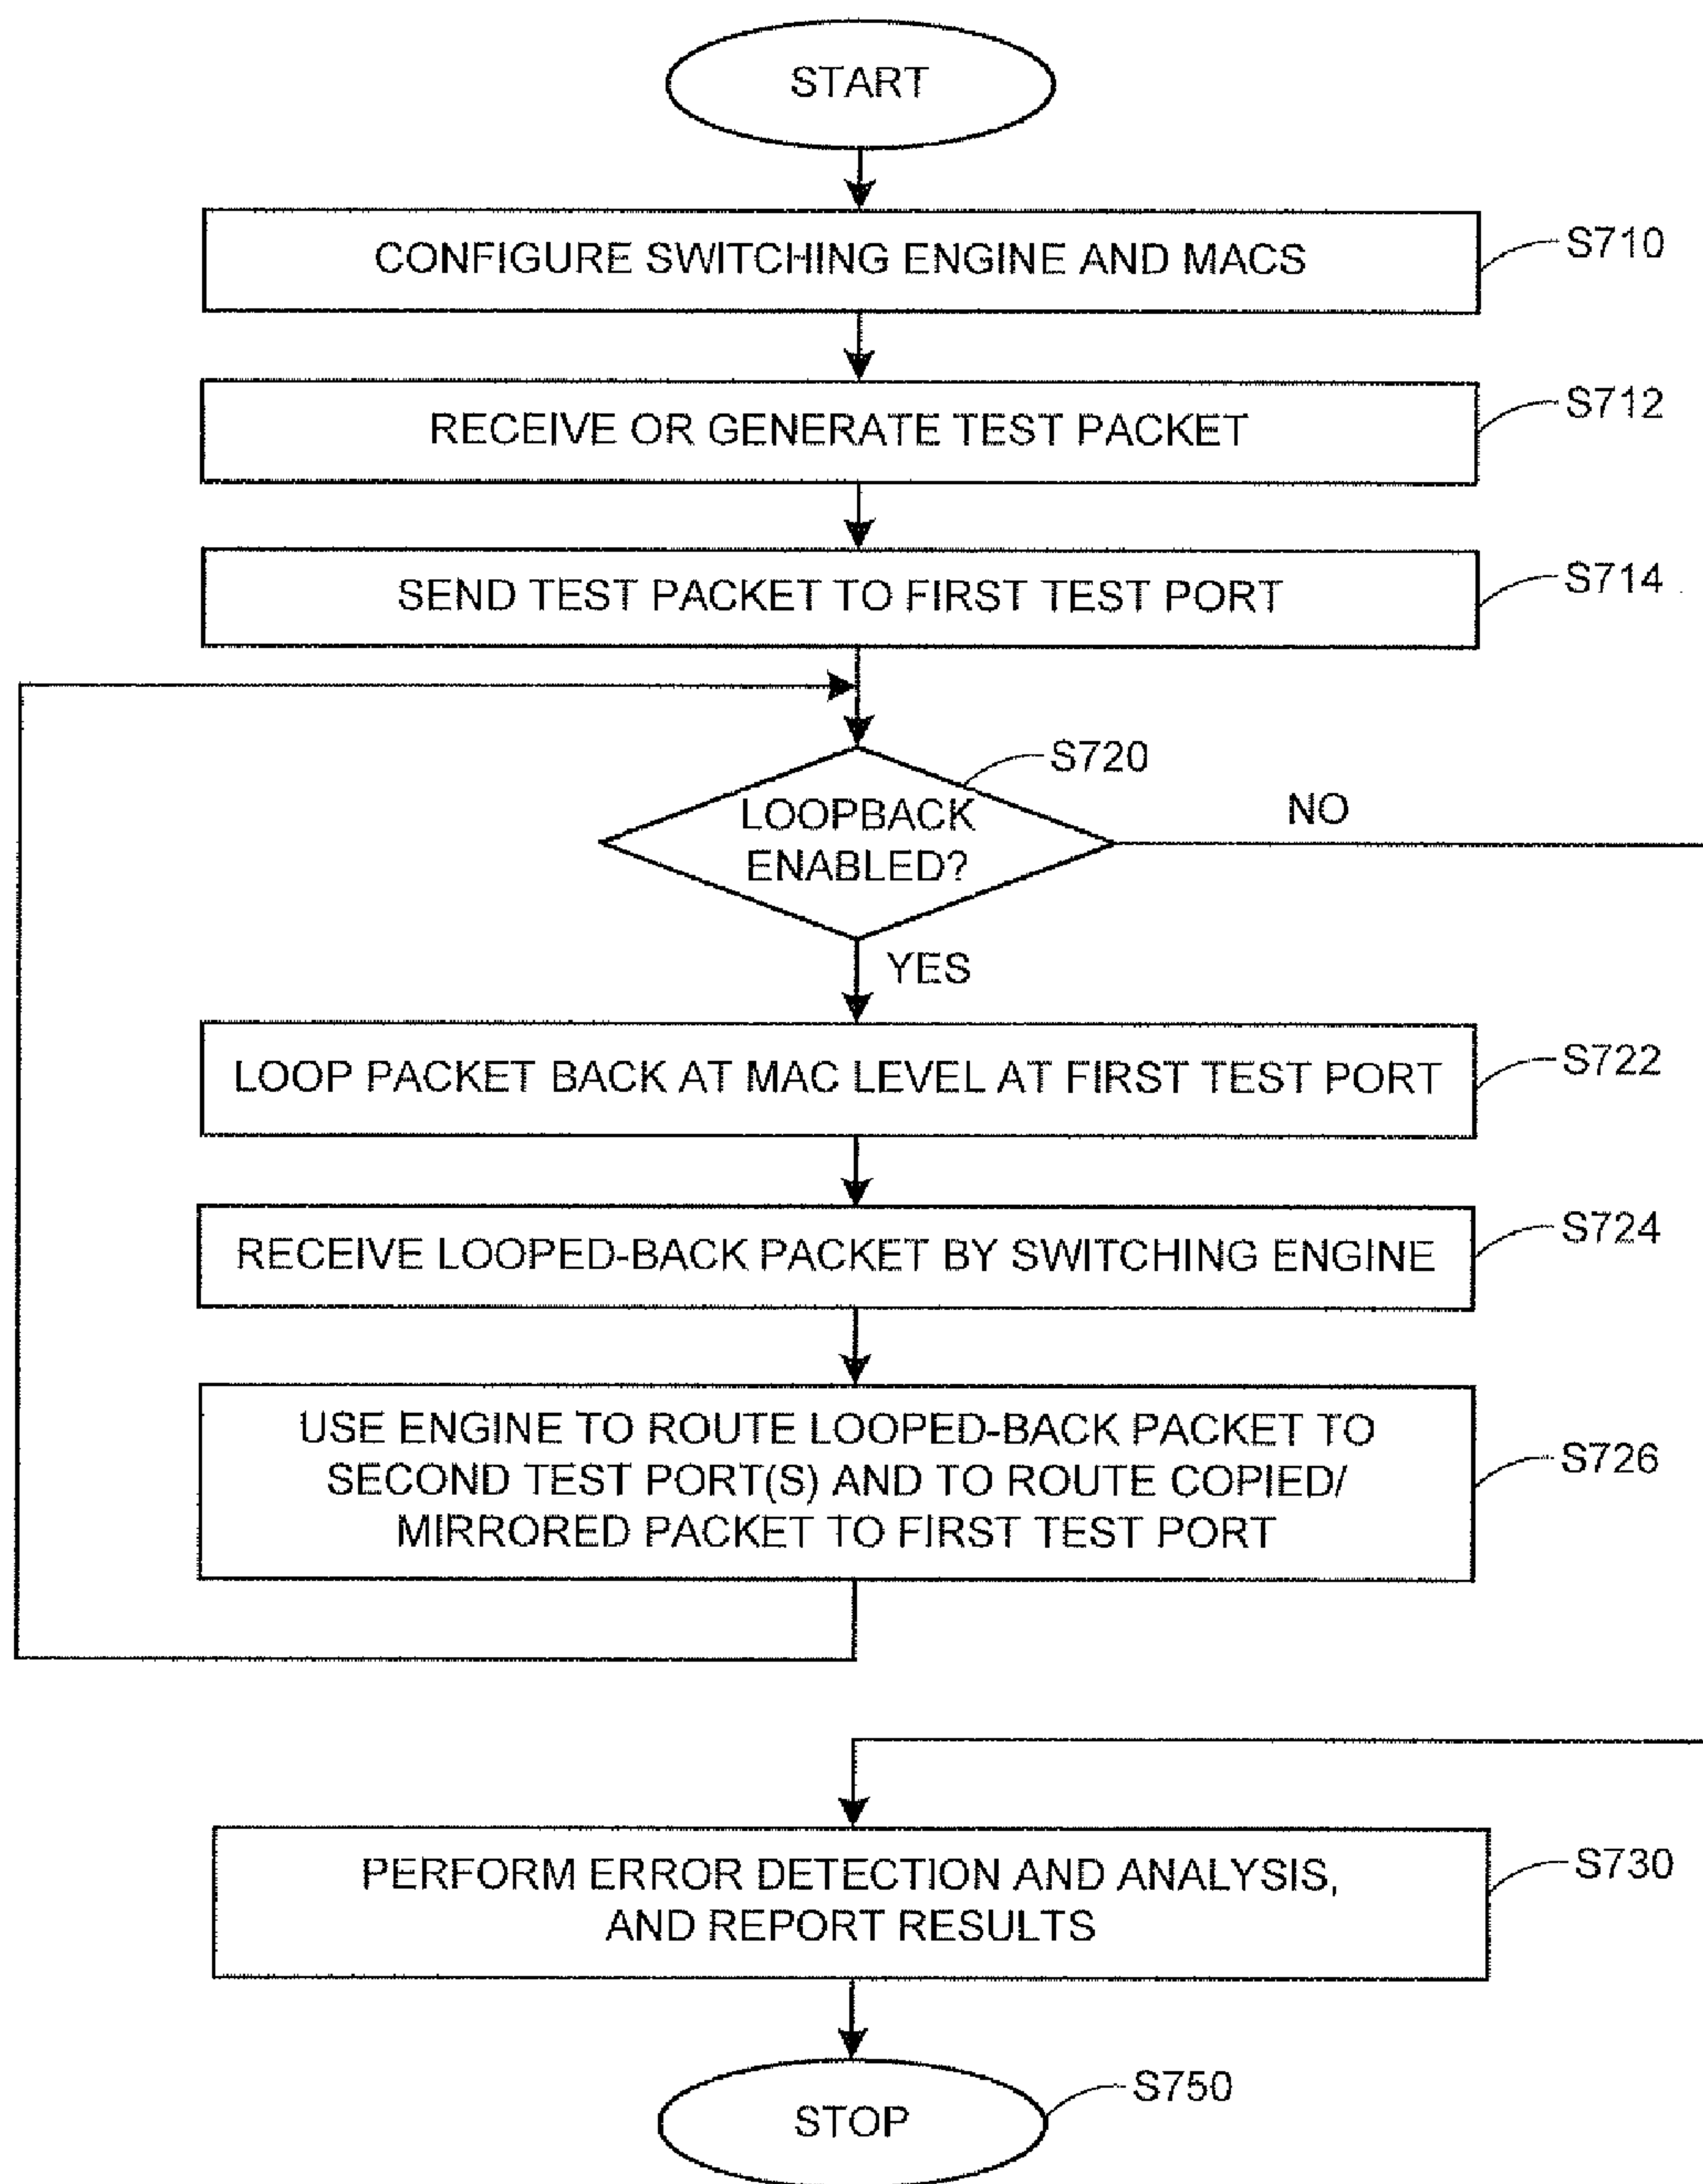 START
CONFIGURE SWITCHING ENGINE AND MACS
S710
RECEIVE OR GENERATE TEST PACKET
S712
SEND TEST PACKET TO FIRST TEST PORT
S714
S720
LOOPBACK
ENABLED?
NO
YES
LOOP PACKET BACK AT MAC LEVEL AT FIRST TEST PORT
S722
RECEIVE LOOPED-BACK PACKET BY SWITCHING ENGINE
S724
USE ENGINE TO ROUTE LOOPED-BACK PACKET TO
SECOND TEST PORT(S) AND TO ROUTE COPIED/
MIRRORED PACKET TO FIRST TEST PORT
S726
PERFORM ERROR DETECTION AND ANALYSIS,
AND REPORT RESULTS
S730
STOP
S750